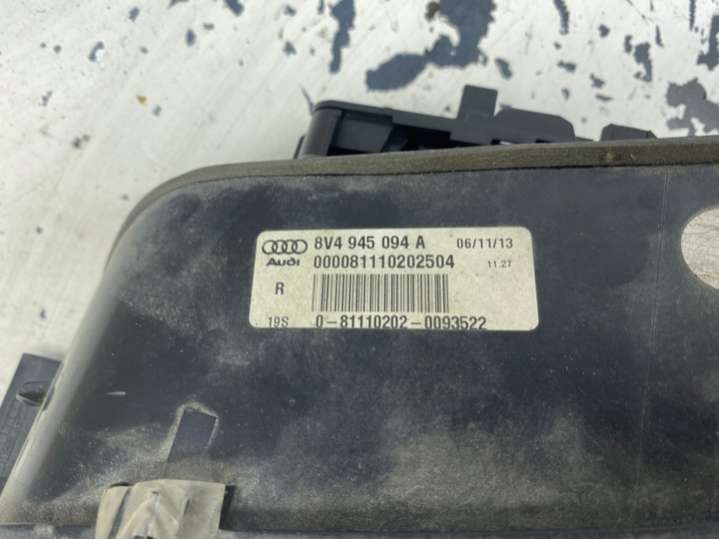 8V4 945 094 A 06/11/13
Audi 000081110202504 11.27
R
19S 0-81110202-0093522